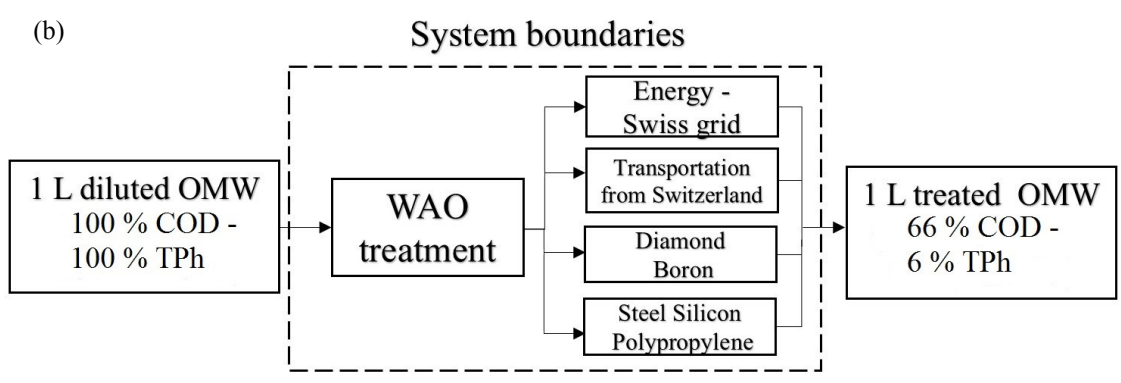 (b)
System boundaries
1 L diluted OMW
100 % COD -
100 % TPh
WAO
treatment
Energy -
Swiss grid
Transportation
from Switzerland
Diamond
Boron
Steel Silicon
Polypropylene
1 L treated OMW
66 % COD -
6 % TPh